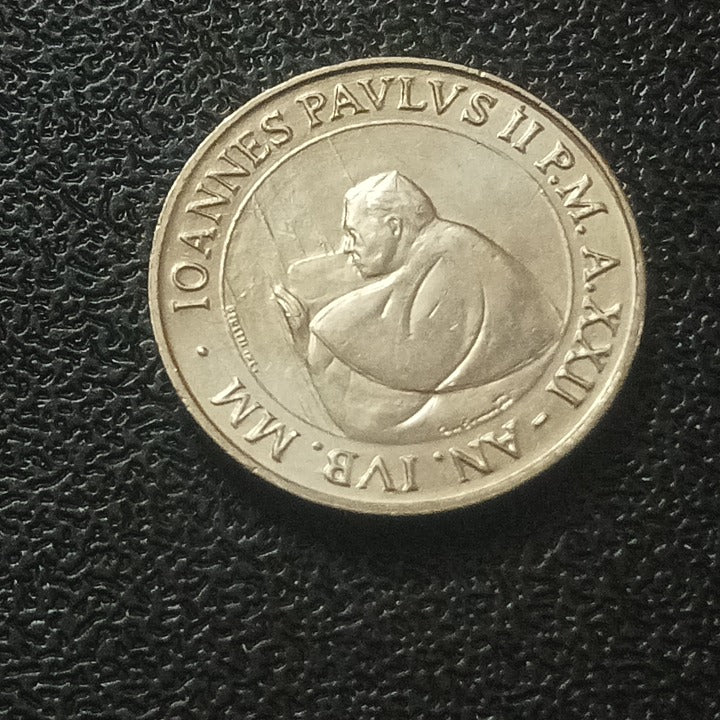 IOANNES PAVLVS II P.M. A.XXII - AN. IVB. MM ·